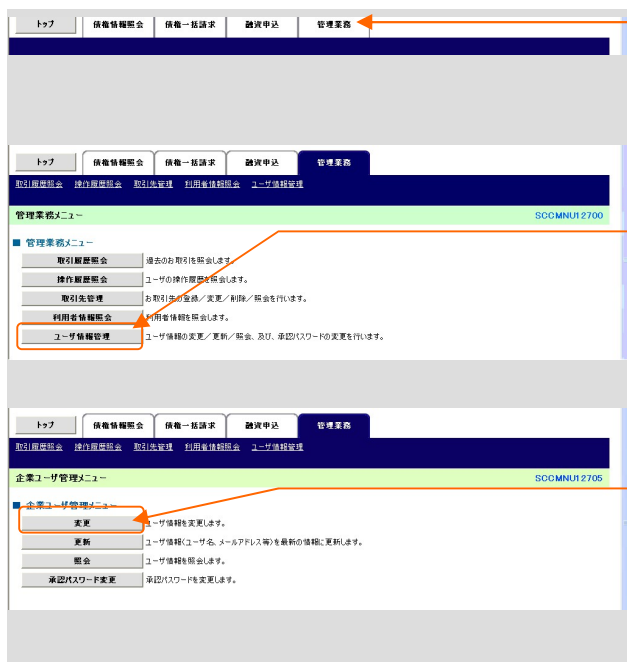 トップ 債権情報照会 債権一括請求 融資申込 管理業務
トップ 債権情報照会 債権一括請求 融資申込 管理業務
取引履歴照会 操作履歴照会 取引先管理 利用者情報照会 ユーザ情報管理
管理業務メニュー SCCMNU12700
■ 管理業務メニュー
取引履歴照会 過去のお取引を照会します。
操作履歴照会 ユーザの操作履歴を照会します。
取引先管理 お取引先の登録／変更／削除／照会を行います。
利用者情報照会 利用者情報を照会します。
ユーザ情報管理 ユーザ情報の変更／更新／照会、及び、承認パスワードの変更を行います。
トップ 債権情報照会 債権一括請求 融資申込 管理業務
取引履歴照会 操作履歴照会 取引先管理 利用者情報照会 ユーザ情報管理
企業ユーザ管理メニュー SCCMNU12705
■ 企業ユーザ管理メニュー
変更 ユーザ情報を変更します。
更新 ユーザ情報（ユーザ名、メールアドレス等）を最新の情報に更新します。
照会 ユーザ情報を照会します。
承認パスワード変更 承認パスワードを変更します。